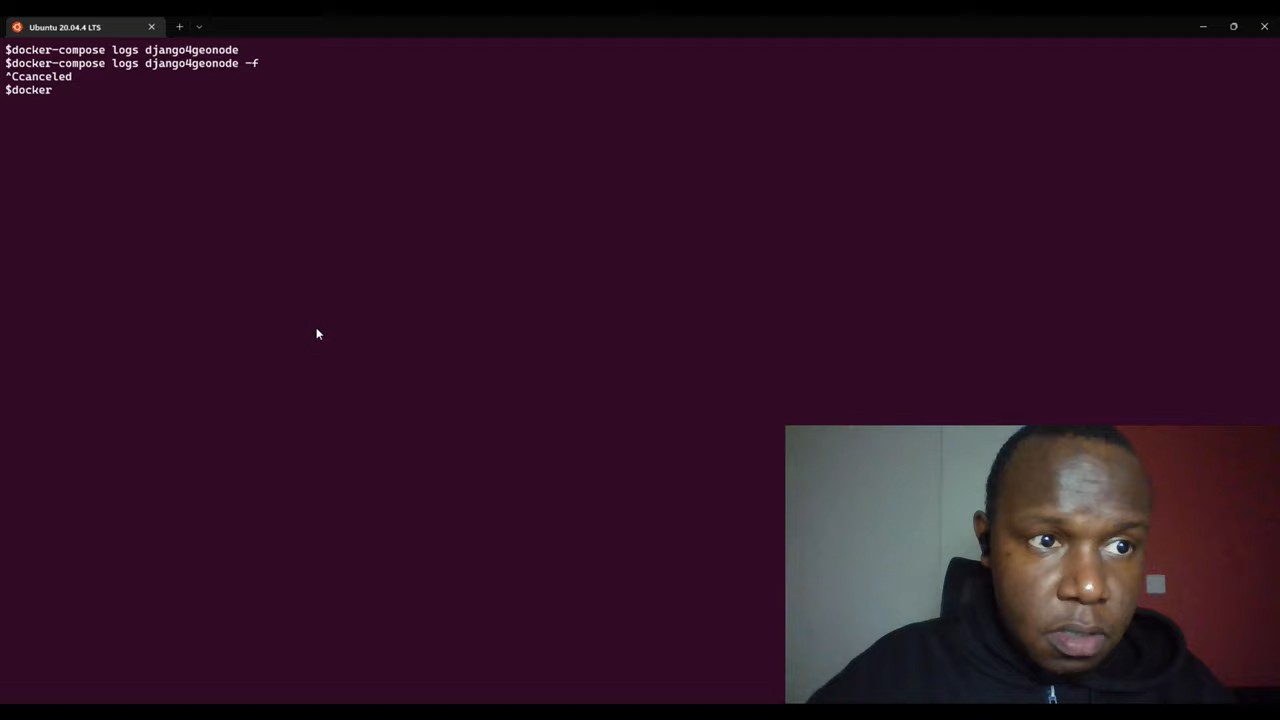 Ubuntu 20.04.4 LTS
$docker-compose logs django4geonode
$docker-compose logs django4geonode -f
^Ccanceled
$docker